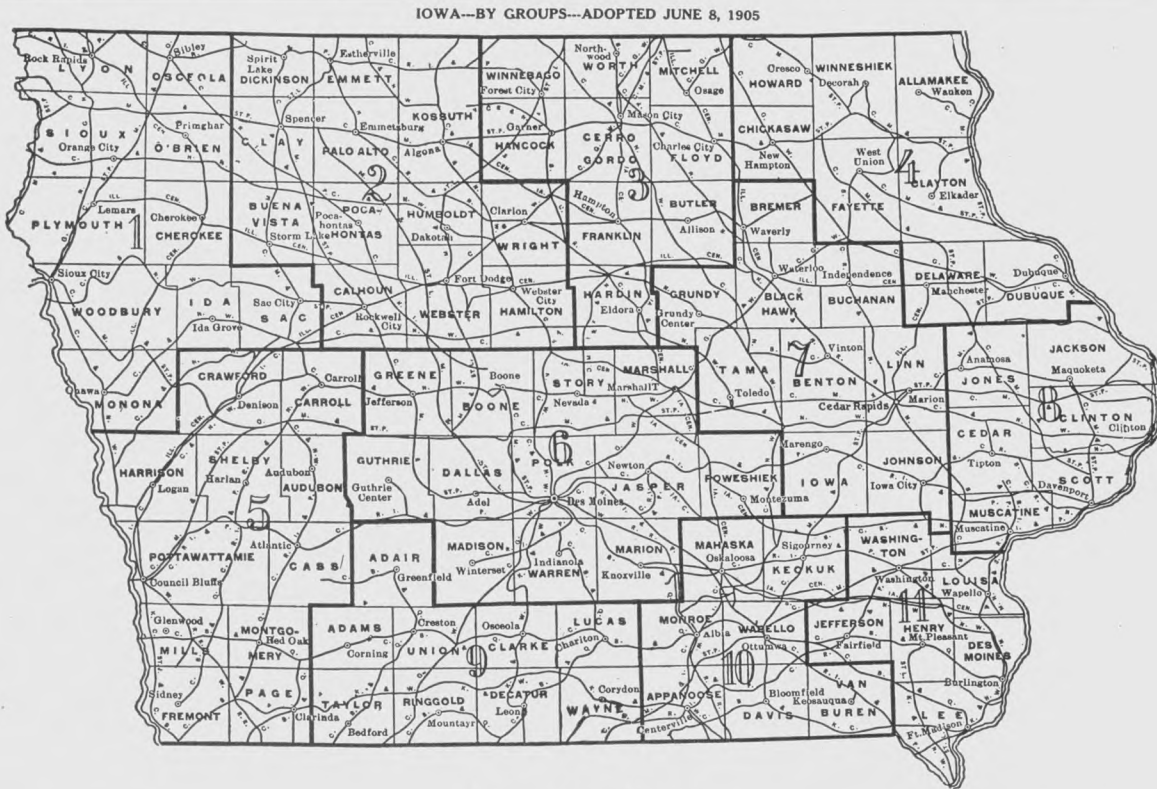 IOWA---BY GROUPS---ADOPTED JUNE 8, 1905
Rock Rapids
LYON
Sibley
OSCEOLA
Spirit Lake
DICKINSON
Estherville
EMMETT
KOSSUTH
WINNEBAGO
Forest City
North-
wood
WORTH
MITCHELL
Osage
Cresco
HOWARD
WINNESHIEK
Decorah
ALLAMAKEE
Waukon
SIOUX
Orange City
Primghar
O'BRIEN
Spencer
CLAY
Emmetsburg
PALO ALTO
Algona
Garner
HANCOCK
Mason City
CERRO
GORDO
Charles City
FLOYD
CHICKASAW
New
Hampton
West
Union
FAYETTE
CLAYTON
Elkader
PLYMOUTH
Lemars
1
Cherokee
CHEROKEE
BUENA
VISTA
Storm Lake
2
Poca-
hontas
POCA-
HONTAS
HUMBOLDT
Dakotah
Clarion
WRIGHT
Hampton
FRANKLIN
3
BUTLER
Allison
BREMER
Waverly
4
Sioux City
WOODBURY
IDA
Ida Grove
Sac City
SAC
CALHOUN
Rockwell
City
Fort Dodge
WEBSTER
Webster
City
HAMILTON
HARDIN
Eldora
GRUNDY
Grundy
Center
Waterloo
BLACK
HAWK
Independence
BUCHANAN
DELAWARE
Manchester
Dubuque
DUBUQUE
Onawa
MONONA
CRAWFORD
Denison
Carroll
CARROLL
GREENE
Jefferson
Boone
BOONE
STORY
Nevada
MARSHALL
Marshall T.
TAMA
Toledo
7
Vinton
BENTON
LINN
Cedar Rapids
Marion
Anamosa
JONES
JACKSON
Maquoketa
8
CLINTON
Clinton
HARRISON
Logan
SHELBY
Harlan
Audubon
AUDUBON
GUTHRIE
Guthrie
Center
DALLAS
Adel
6
POLK
Des Moines
Newton
JASPER
POWESHIEK
Montezuma
Marengo
IOWA
JOHNSON
Iowa City
CEDAR
Tipton
SCOTT
Davenport
MUSCATINE
Muscatine
5
POTTAWATTAMIE
Council Bluffs
Atlantic
CASS
ADAIR
Greenfield
MADISON
Winterset
Indianola
WARREN
MARION
Knoxville
MAHASKA
Oskaloosa
Sigourney
KEOKUK
WASHING-
TON
Washington
LOUISA
Wapello
Glenwood
MILLS
MONTGO-
MERY
Red Oak
ADAMS
Corning
Creston
UNION
9
Osceola
CLARKE
LUCAS
Chariton
MONROE
Albia
WAPELLO
Ottumwa
10
JEFFERSON
Fairfield
11
HENRY
Mt. Pleasant
DES
MOINES
Burlington
Sidney
FREMONT
PAGE
Clarinda
TAYLOR
Bedford
RINGGOLD
Mountayr
DECATUR
Leon
Corydon
WAYNE
APPANOOSE
Centerville
Bloomfield
DAVIS
Keosauqua
VAN
BUREN
LEE
Ft. Madison